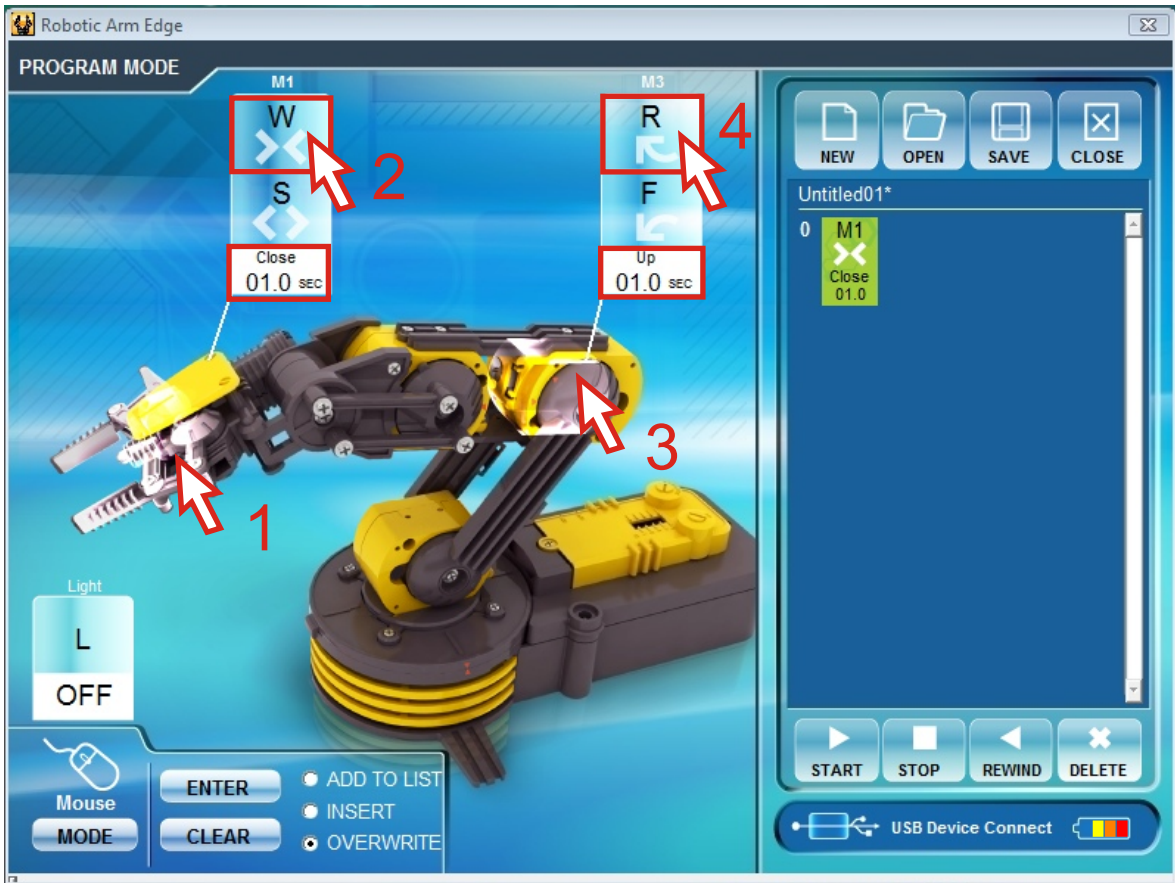 Robotic Arm Edge
PROGRAM MODE
M1
W
S
Close
01.0 SEC
2
M3
R
F
Up
01.0 SEC
4
3
1
Light
L
OFF
Mouse
MODE
ENTER
CLEAR
ADD TO LIST
INSERT
OVERWRITE
NEW
OPEN
SAVE
CLOSE
Untitled01*
0
M1
Close
01.0
START
STOP
REWIND
DELETE
USB Device Connect